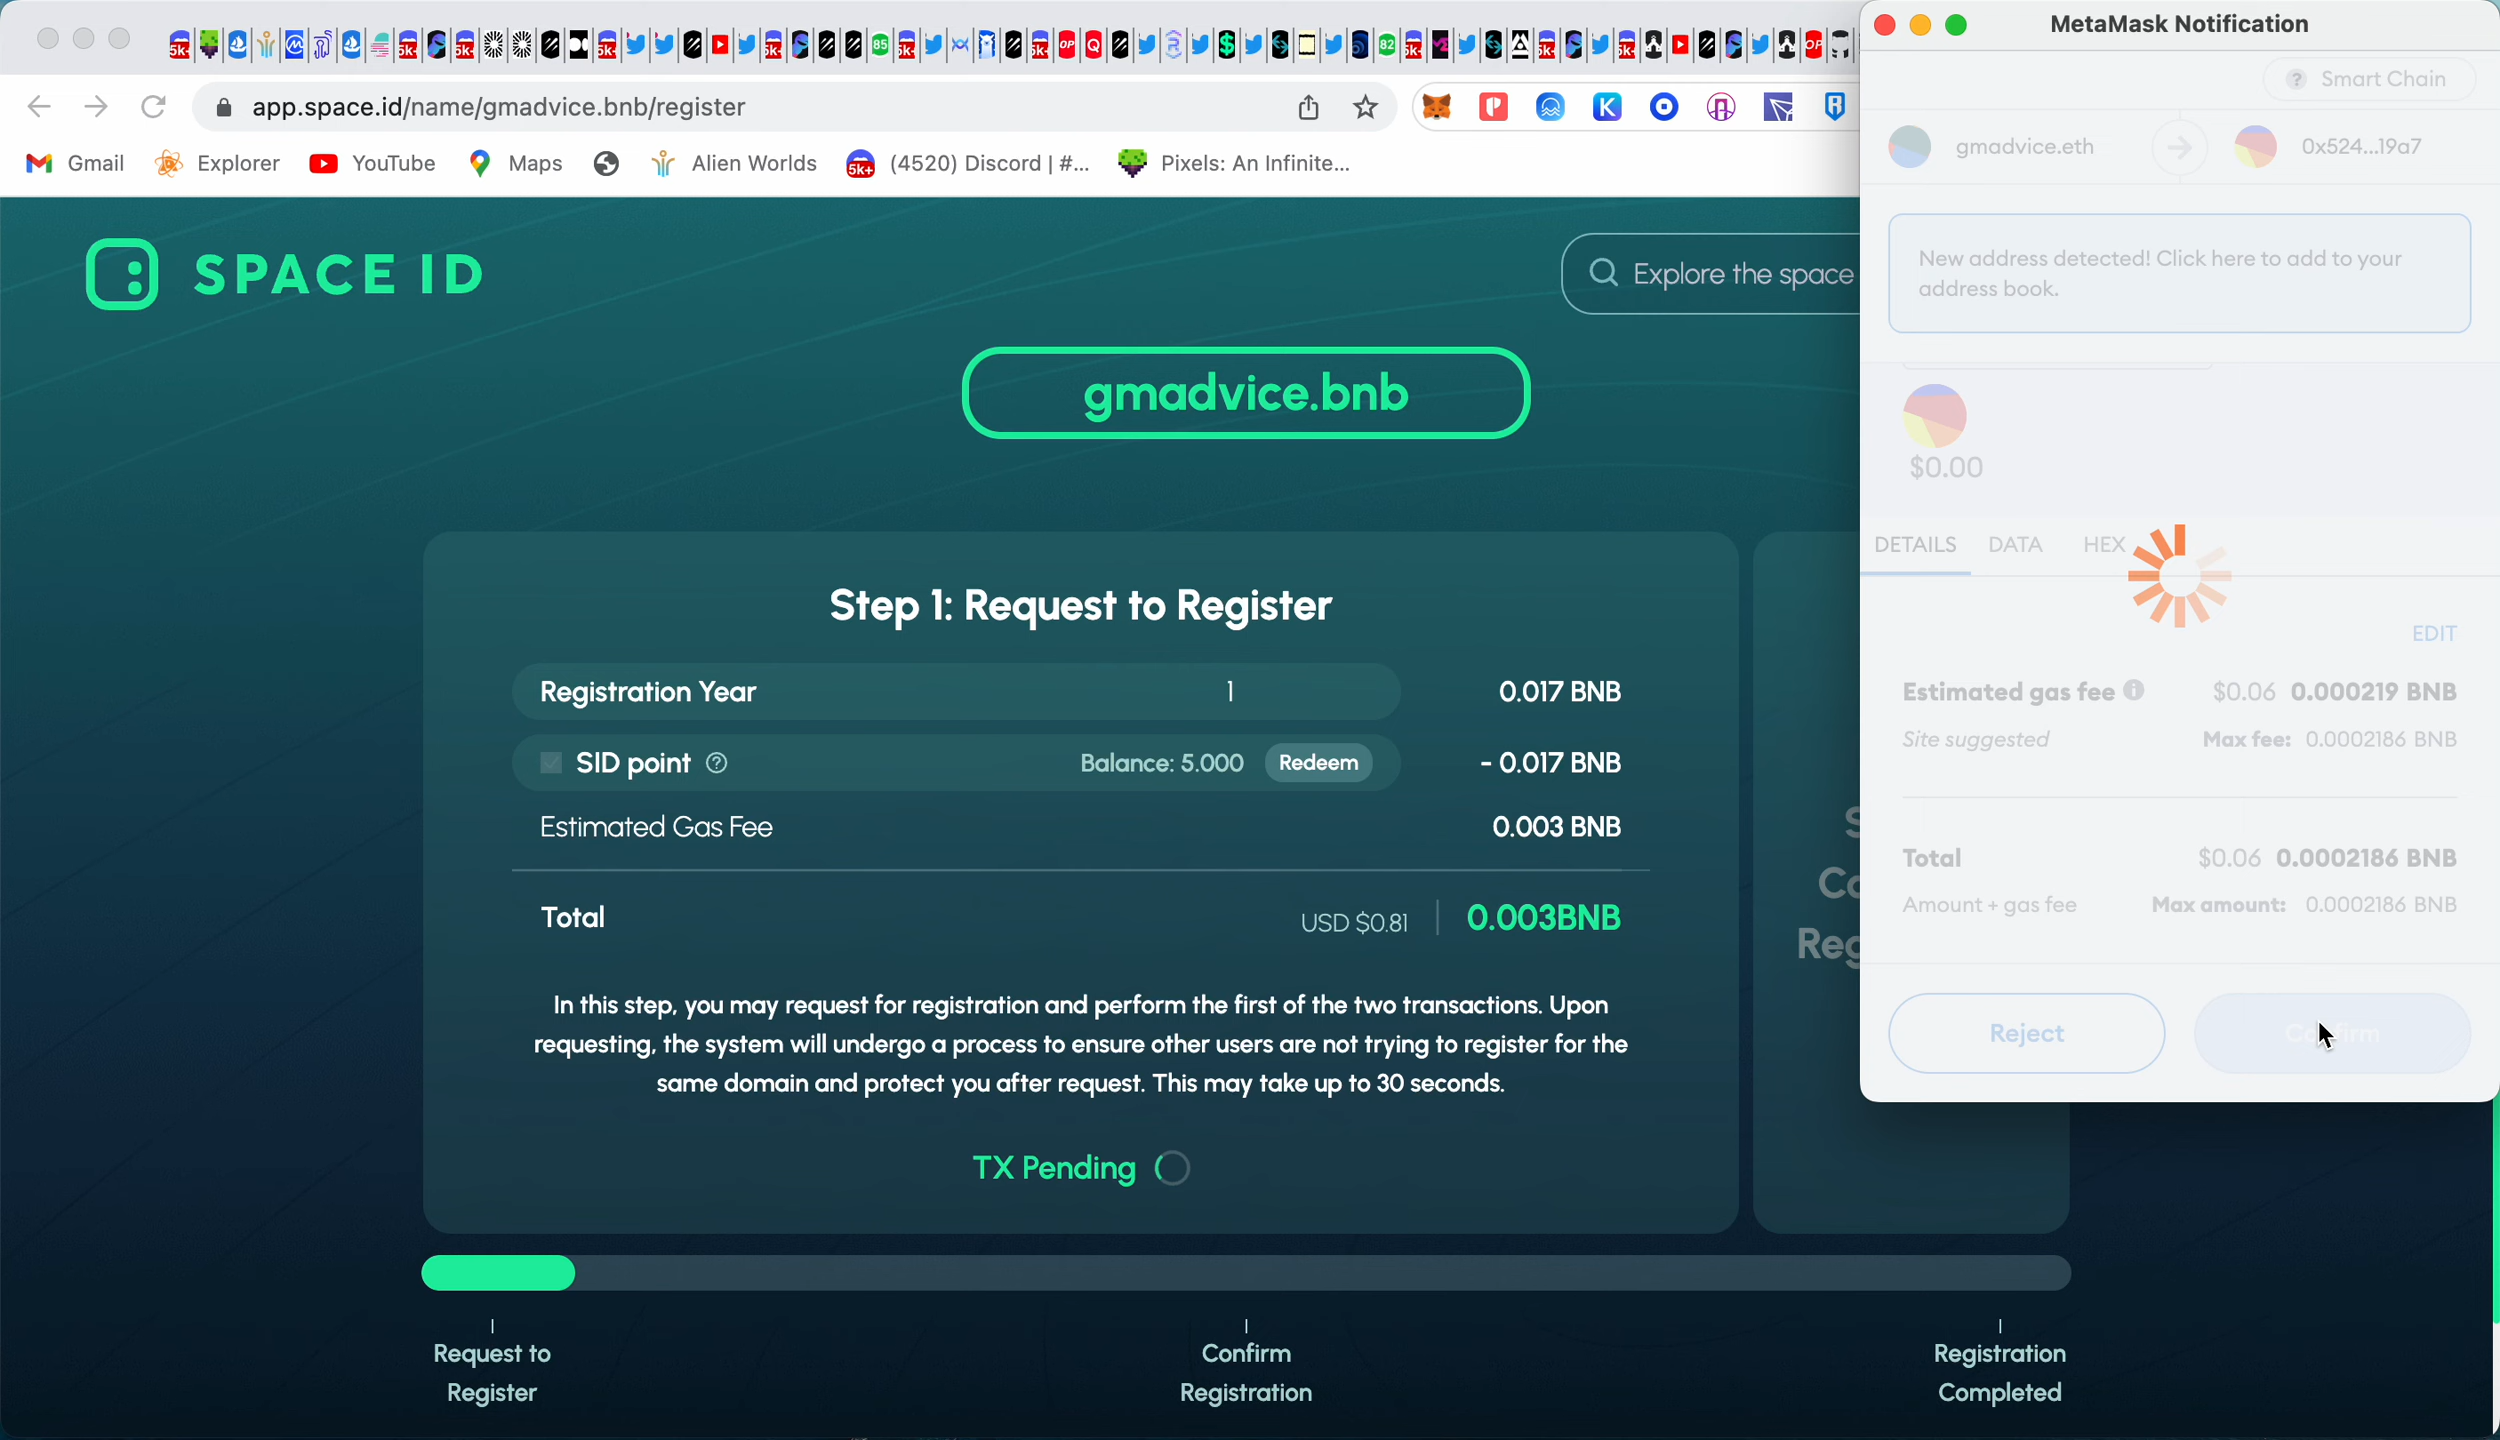 MetaMask Notification
app.space.id/name/gmadvice.bnb/register
Gmail
Explorer
YouTube
Maps
Alien Worlds
(4520) Discord | #...
Pixels: An Infinite...
SPACE ID
Explore the space
gmadvice.bnb
Step 1: Request to Register
Registration Year 1 0.017 BNB
SID point ? Balance: 5.000 Redeem - 0.017 BNB
Estimated Gas Fee 0.003 BNB
Total USD $0.81 0.003BNB
In this step, you may request for registration and perform the first of the two transactions. Upon
requesting, the system will undergo a process to ensure other users are not trying to register for the
same domain and protect you after request. This may take up to 30 seconds.
TX Pending
Request to
Register
Confirm
Registration
Registration
Completed
? Smart Chain
gmadvice.eth
0x524...19a7
New address detected! Click here to add to your
address book.
$0.00
DETAILS DATA HEX
EDIT
Estimated gas fee $0.06 0.000219 BNB
Site suggested Max fee: 0.0002186 BNB
Total $0.06 0.0002186 BNB
Amount + gas fee Max amount: 0.0002186 BNB
Reject
Confirm